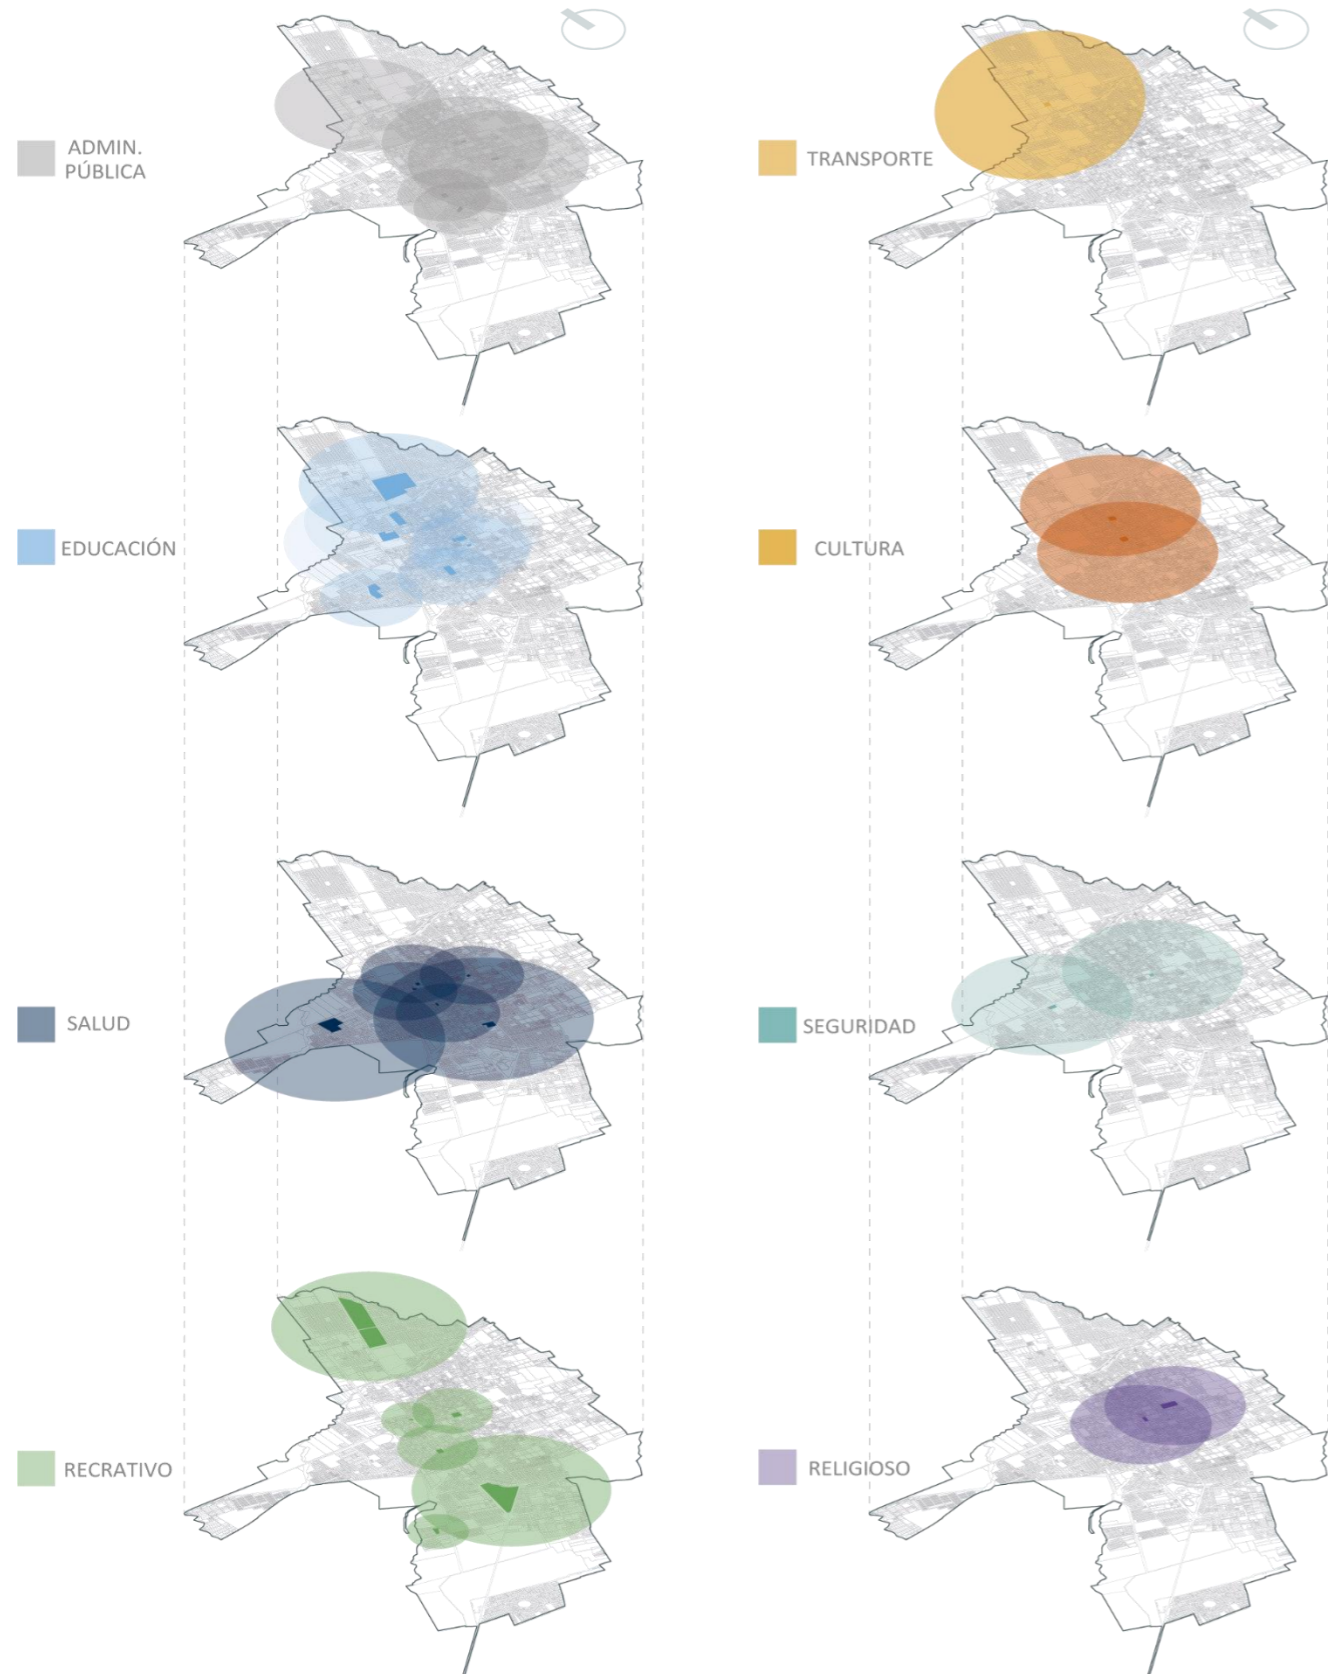 ADMIN.
PÚBLICA
TRANSPORTE
EDUCACIÓN
CULTURA
SALUD
SEGURIDAD
RECRATIVO
RELIGIOSO